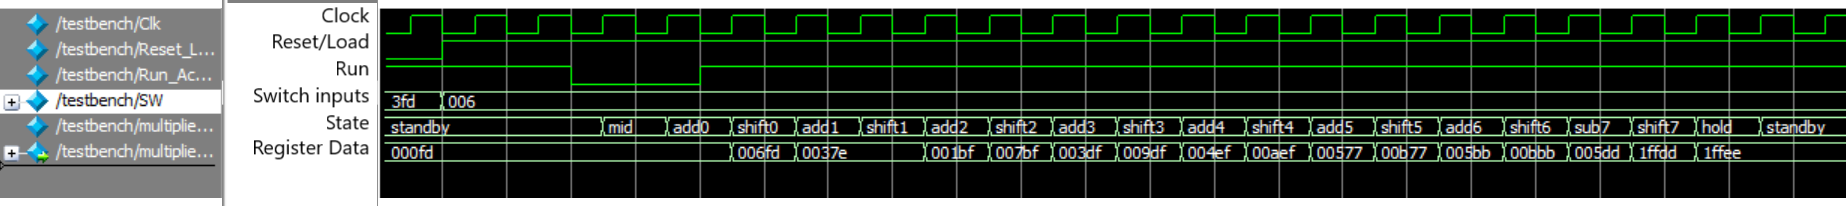 /testbench/Clk Clock
/testbench/Reset_L... Reset/Load
/testbench/Run_Ac... Run
/testbench/SW Switch inputs 3fd 006
/testbench/multiplie... State standby mid add0 shift0 add1 shift1 add2 shift2 add3 shift3 add4 shift4 add5 shift5 add6 shift6 sub7 shift7 hold standby
/testbench/multiplie... Register Data 000fd 006fd 0037e 001bf 007bf 003df 009df 004ef 00aef 00577 00b77 005bb 00bbb 005dd 1ffdd 1ffee